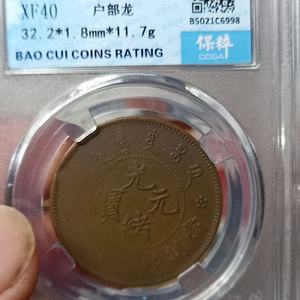 XF40 户部龙
BS021C6998
32.2*1.8mm*11.7g
BAO CUI COINS RATING
保粹
CCGA
光緒元寶